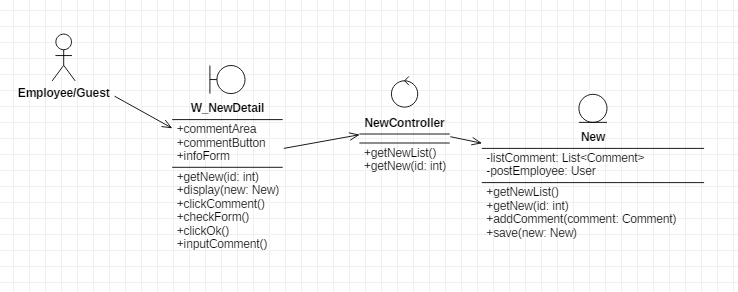 Employee/Guest
W_NewDetail
+commentArea
+commentButton
+infoForm
+getNew(id: int)
+display(new: New)
+clickComment()
+checkForm()
+clickOk()
+inputComment()
NewController
+getNewList()
+getNew(id: int)
New
-listComment: List<Comment>
-postEmployee: User
+getNewList()
+getNew(id: int)
+addComment(comment: Comment)
+save(new: New)